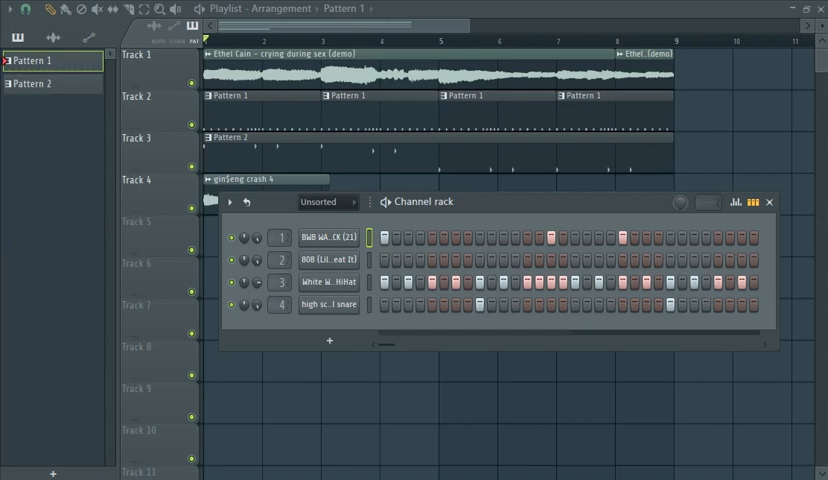 Playlist - Arrangement › Pattern 1 ›
NOTE CHAN PAT
2 3 4 5 6 7 8 9 10 11
Pattern 1
Pattern 2
Track 1
Ethel Cain - crying during sex (demo)
Ethel..(demo)
Track 2
Pattern 1
Pattern 1
Pattern 1
Pattern 1
Track 3
Pattern 2
Track 4
gin$eng crash 4
Track 5
Track 6
Track 7
Track 8
Track 9
Track 10
Track 11
Unsorted
Channel rack
1 BWB WA..CK (21)
2 808 (Lil..eat It)
3 White W..HiHat
4 high sc..l snare
+
+